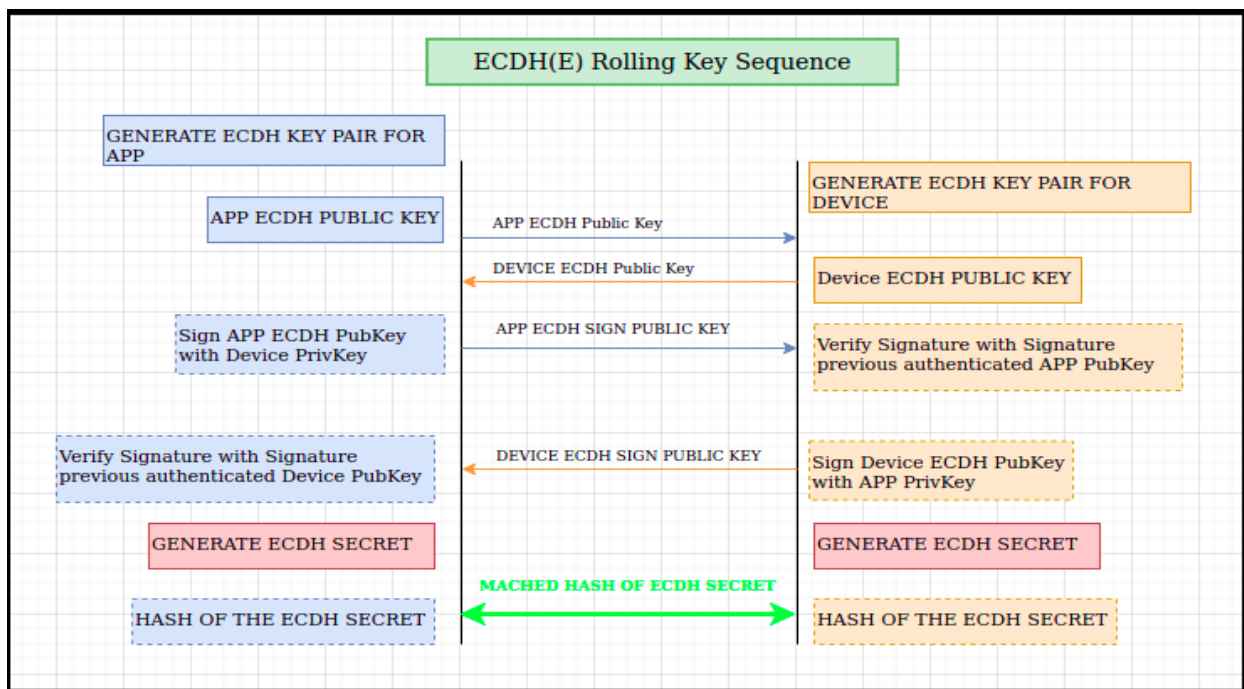 ECDH(E) Rolling Key Sequence
GENERATE ECDH KEY PAIR FOR
APP
GENERATE ECDH KEY PAIR FOR
DEVICE
APP ECDH PUBLIC KEY
APP ECDH Public Key
DEVICE ECDH Public Key
Device ECDH PUBLIC KEY
Sign APP ECDH PubKey
with Device PrivKey
APP ECDH SIGN PUBLIC KEY
Verify Signature with Signature
previous authenticated APP PubKey
Verify Signature with Signature
previous authenticated Device PubKey
DEVICE ECDH SIGN PUBLIC KEY
Sign Device ECDH PubKey
with APP PrivKey
GENERATE ECDH SECRET
GENERATE ECDH SECRET
MACHED HASH OF ECDH SECRET
HASH OF THE ECDH SECRET
HASH OF THE ECDH SECRET